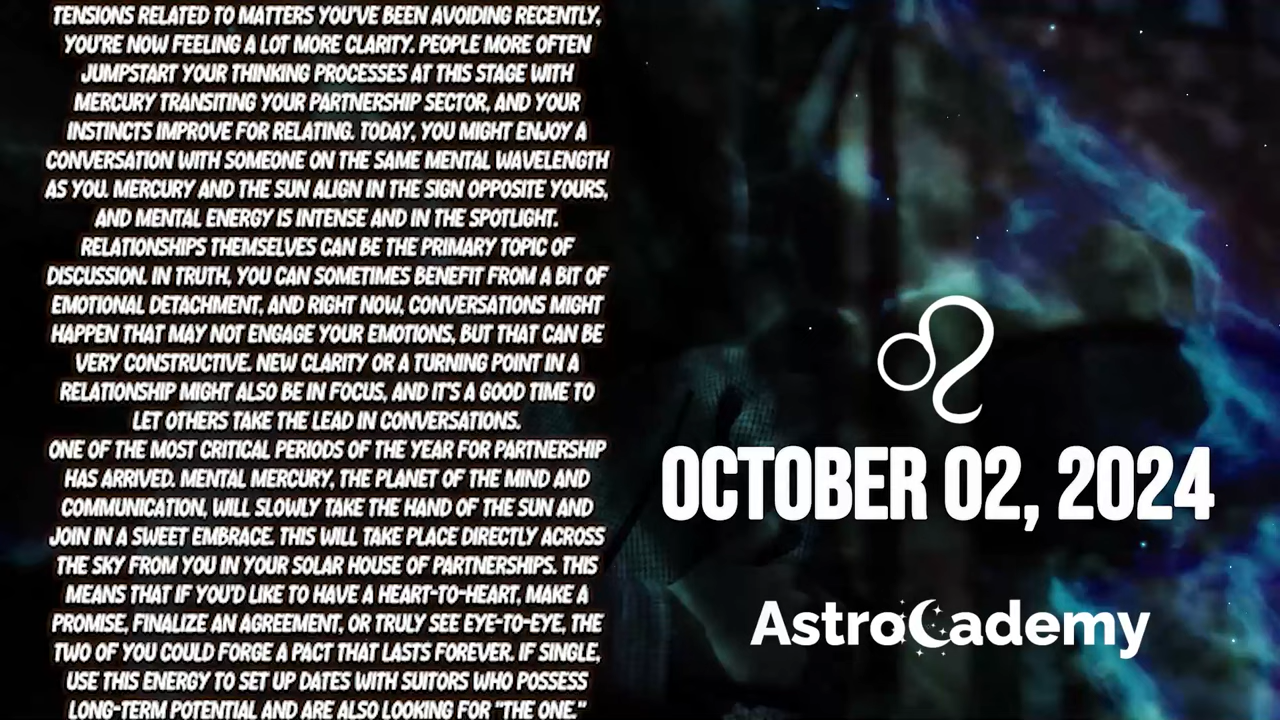 TENSIONS RELATED TO MATTERS YOU'VE BEEN AVOIDING RECENTLY,
YOU'RE NOW FEELING A LOT MORE CLARITY. PEOPLE MORE OFTEN
JUMPSTART YOUR THINKING PROCESSES AT THIS STAGE WITH
MERCURY TRANSITING YOUR PARTNERSHIP SECTOR, AND YOUR
INSTINCTS IMPROVE FOR RELATING. TODAY, YOU MIGHT ENJOY A
CONVERSATION WITH SOMEONE ON THE SAME MENTAL WAVELENGTH
AS YOU. MERCURY AND THE SUN ALIGN IN THE SIGN OPPOSITE YOURS,
AND MENTAL ENERGY IS INTENSE AND IN THE SPOTLIGHT.
RELATIONSHIPS THEMSELVES CAN BE THE PRIMARY TOPIC OF
DISCUSSION. IN TRUTH, YOU CAN SOMETIMES BENEFIT FROM A BIT OF
EMOTIONAL DETACHMENT, AND RIGHT NOW, CONVERSATIONS MIGHT
HAPPEN THAT MAY NOT ENGAGE YOUR EMOTIONS, BUT THAT CAN BE
VERY CONSTRUCTIVE. NEW CLARITY OR A TURNING POINT IN A
RELATIONSHIP MIGHT ALSO BE IN FOCUS, AND IT'S A GOOD TIME TO
LET OTHERS TAKE THE LEAD IN CONVERSATIONS.
ONE OF THE MOST CRITICAL PERIODS OF THE YEAR FOR PARTNERSHIP
HAS ARRIVED. MENTAL MERCURY, THE PLANET OF THE MIND AND
COMMUNICATION, WILL SLOWLY TAKE THE HAND OF THE SUN AND
JOIN IN A SWEET EMBRACE. THIS WILL TAKE PLACE DIRECTLY ACROSS
THE SKY FROM YOU IN YOUR SOLAR HOUSE OF PARTNERSHIPS. THIS
MEANS THAT IF YOU'D LIKE TO HAVE A HEART-TO-HEART, MAKE A
PROMISE, FINALIZE AN AGREEMENT, OR TRULY SEE EYE-TO-EYE, THE
TWO OF YOU COULD FORGE A PACT THAT LASTS FOREVER. IF SINGLE,
USE THIS ENERGY TO SET UP DATES WITH SUITORS WHO POSSESS
LONG-TERM POTENTIAL AND ARE ALSO LOOKING FOR "THE ONE."
♌
OCTOBER 02, 2024
AstroCademy